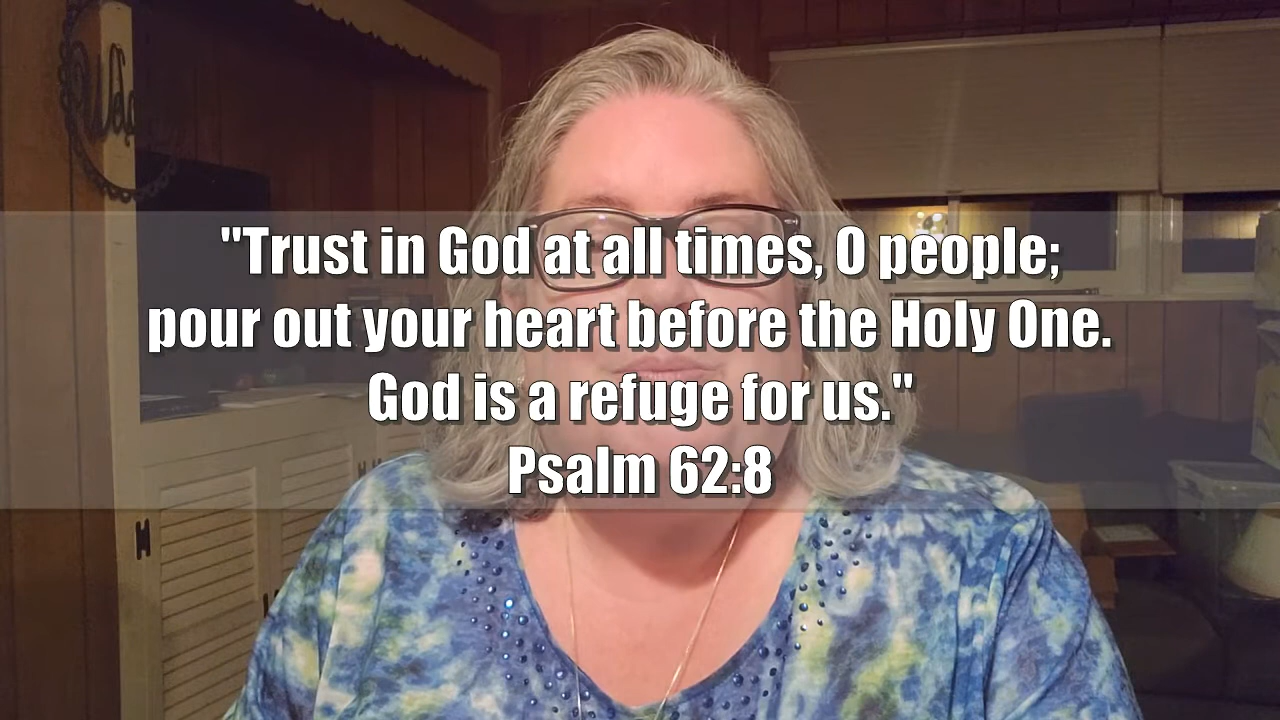 "Trust in God at all times, O people;
pour out your heart before the Holy One.
God is a refuge for us."
Psalm 62:8